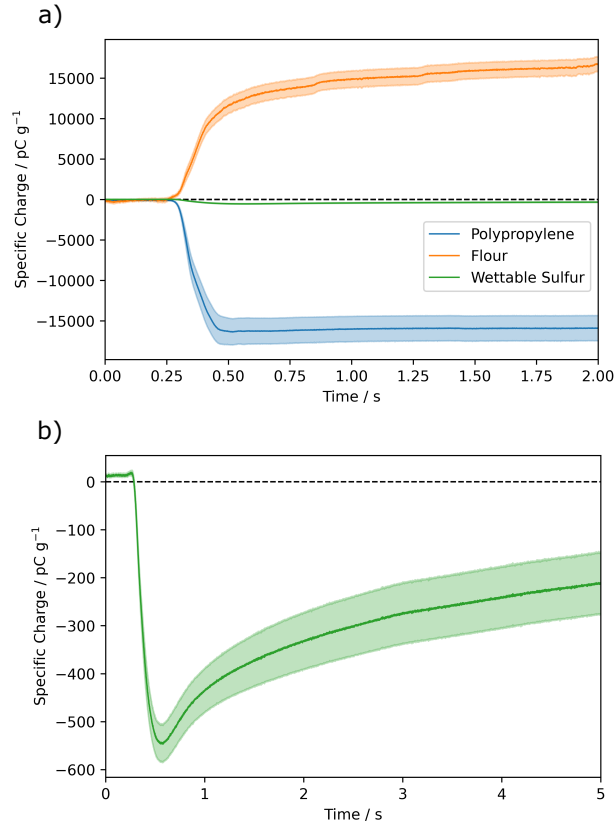 a)
15000
10000
5000
0
−5000
−10000
−15000
Specific Charge / pC g⁻¹
Polypropylene
Flour
Wettable Sulfur
0.00 0.25 0.50 0.75 1.00 1.25 1.50 1.75 2.00
Time / s
b)
0
−100
−200
−300
−400
−500
−600
Specific Charge / pC g⁻¹
0 1 2 3 4 5
Time / s